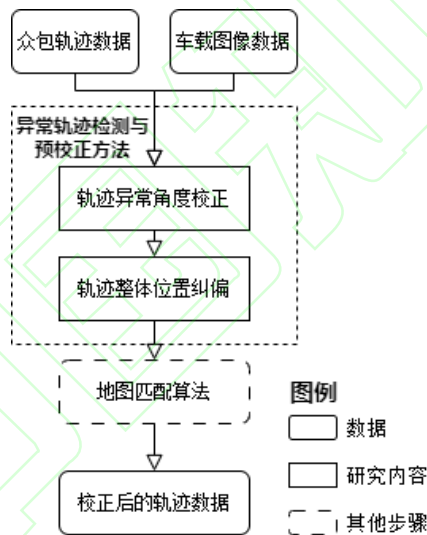 众包轨迹数据
车载图像数据
异常轨迹检测与
预校正方法
轨迹异常角度校正
轨迹整体位置纠偏
地图匹配算法
校正后的轨迹数据
图例
数据
研究内容
其他步骤